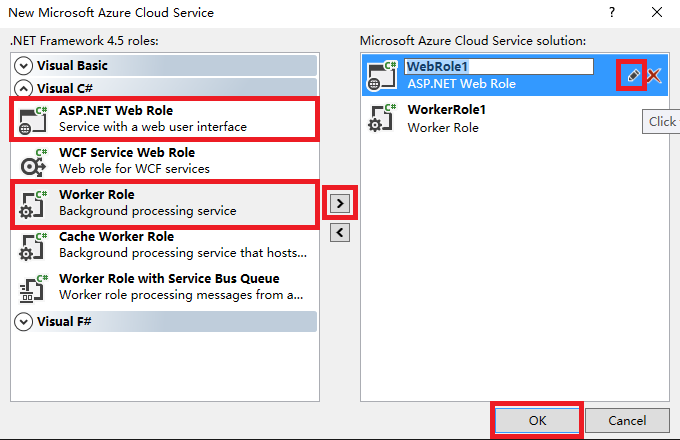 New Microsoft Azure Cloud Service
?
.NET Framework 4.5 roles:
Visual Basic
Visual C#
C#
ASP.NET Web Role
Service with a web user interface
C#
WCF Service Web Role
Web role for WCF services
C#
Worker Role
Background processing service
C#
Cache Worker Role
Background processing service that hosts...
C#
Worker Role with Service Bus Queue
Worker role processing messages from a...
Visual F#
>
<
Microsoft Azure Cloud Service solution:
C#
WebRole1
ASP.NET Web Role
C#
WorkerRole1
Worker Role
Click
OK
Cancel